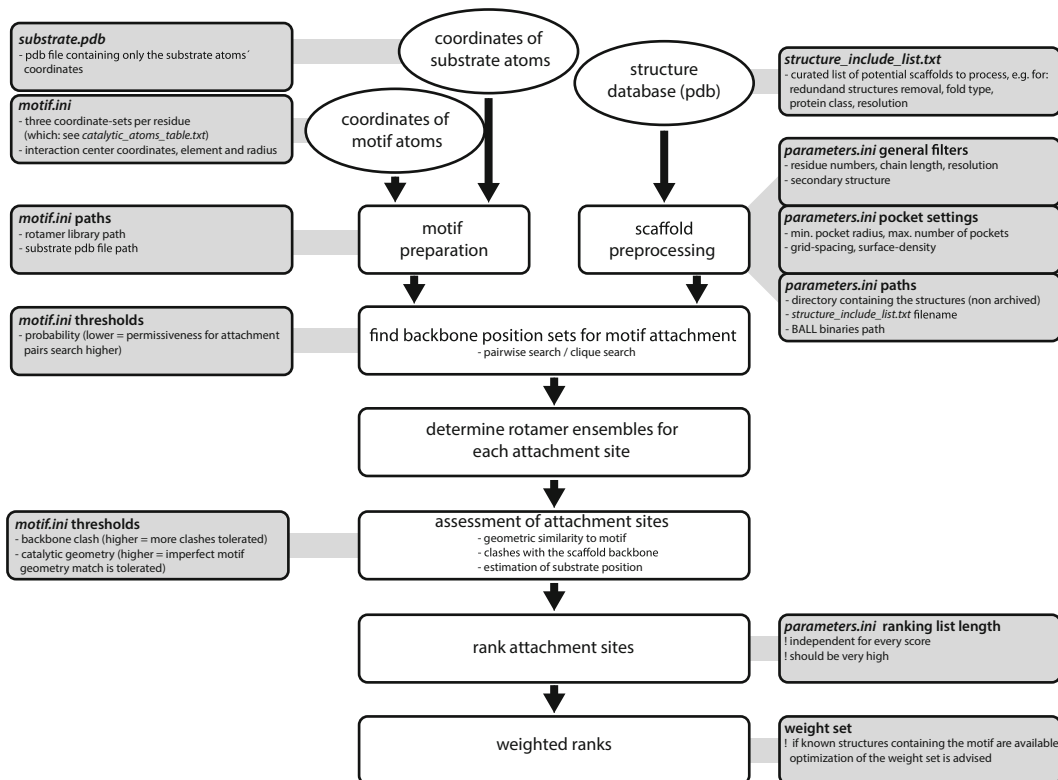 substrate.pdb
- pdb file containing only the substrate atoms´
coordinates
motif.ini
- three coordinate-sets per residue
(which: see catalytic_atoms_table.txt)
- interaction center coordinates, element and radius
coordinates of
substrate atoms
coordinates of
motif atoms
structure
database (pdb)
structure_include_list.txt
- curated list of potential scaffolds to process, e.g. for:
redundand structures removal, fold type,
protein class, resolution
parameters.ini general filters
- residue numbers, chain length, resolution
- secondary structure
motif.ini paths
- rotamer library path
- substrate pdb file path
motif
preparation
scaffold
preprocessing
parameters.ini pocket settings
- min. pocket radius, max. number of pockets
- grid-spacing, surface-density
parameters.ini paths
- directory containing the structures (non archived)
- structure_include_list.txt filename
- BALL binaries path
motif.ini thresholds
- probability (lower = permissiveness for attachment
pairs search higher)
find backbone position sets for motif attachment
- pairwise search / clique search
determine rotamer ensembles for
each attachment site
motif.ini thresholds
- backbone clash (higher = more clashes tolerated)
- catalytic geometry (higher = imperfect motif
geometry match is tolerated)
assessment of attachment sites
- geometric similarity to motif
- clashes with the scaffold backbone
- estimation of substrate position
rank attachment sites
parameters.ini ranking list length
! independent for every score
! should be very high
weighted ranks
weight set
! if known structures containing the motif are available
optimization of the weight set is advised